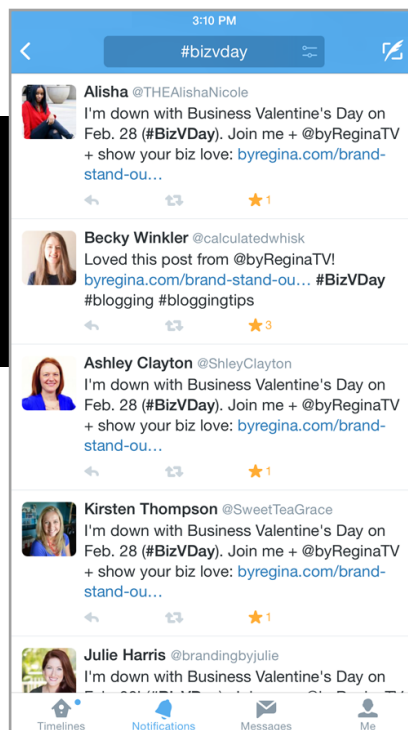 3:10 PM
#bizvday
Alisha @THEAlishaNicole
I'm down with Business Valentine's Day on
Feb. 28 (#BizVDay). Join me + @byReginaTV
+ show your biz love: byregina.com/brand-
stand-ou…
1
Becky Winkler @calculatedwhisk
Loved this post from @byReginaTV!
byregina.com/brand-stand-ou… #BizVDay
#blogging #bloggingtips
3
Ashley Clayton @ShleyClayton
I'm down with Business Valentine's Day on
Feb. 28 (#BizVDay). Join me + @byReginaTV
+ show your biz love: byregina.com/brand-
stand-ou…
1
Kirsten Thompson @SweetTeaGrace
I'm down with Business Valentine's Day on
Feb. 28 (#BizVDay). Join me + @byReginaTV
+ show your biz love: byregina.com/brand-
stand-ou…
1
Julie Harris @brandingbyjulie
I'm down with Business Valentine's Day on
Timelines Notifications Messages Me